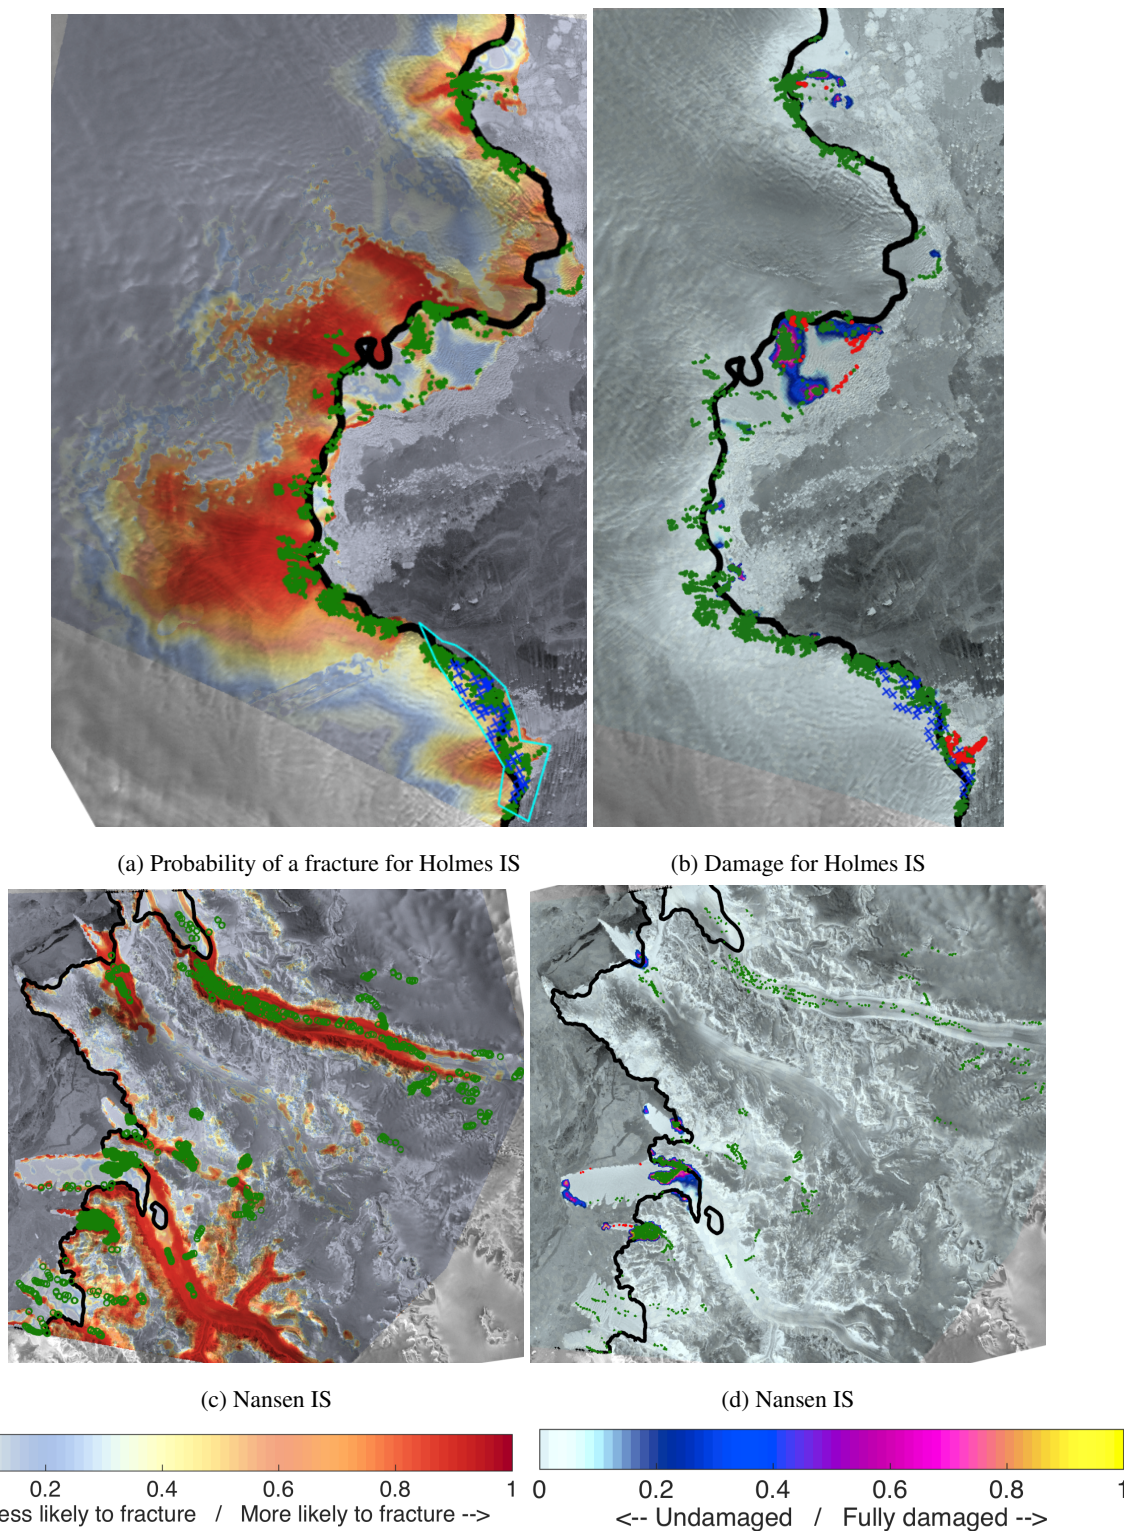 (a) Probability of a fracture for Holmes IS
(b) Damage for Holmes IS
(c) Nansen IS
(d) Nansen IS
0.2 0.4 0.6 0.8 1
ess likely to fracture / More likely to fracture -->
0 0.2 0.4 0.6 0.8 1
<-- Undamaged / Fully damaged -->